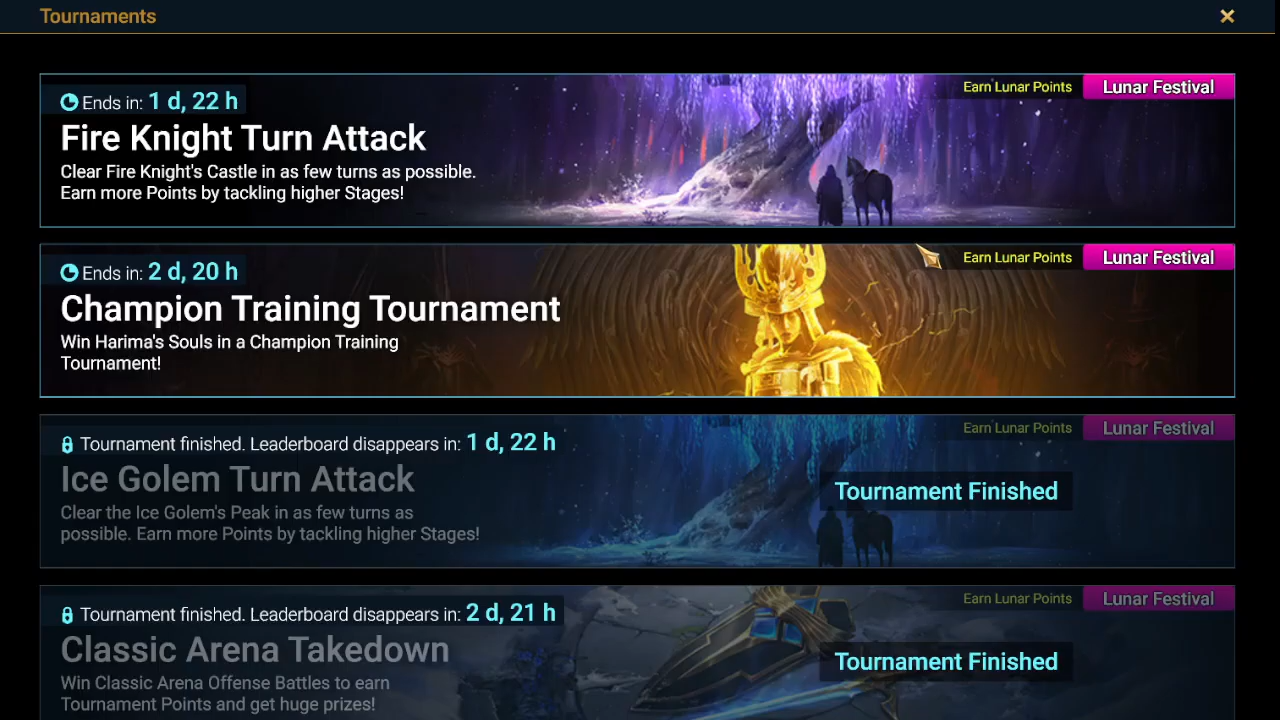 Tournaments
Ends in: 1 d, 22 h
Earn Lunar Points
Lunar Festival
Fire Knight Turn Attack
Clear Fire Knight's Castle in as few turns as possible.
Earn more Points by tackling higher Stages!
Ends in: 2 d, 20 h
Earn Lunar Points
Lunar Festival
Champion Training Tournament
Win Harima's Souls in a Champion Training
Tournament!
Tournament finished. Leaderboard disappears in: 1 d, 22 h
Earn Lunar Points
Lunar Festival
Ice Golem Turn Attack
Tournament Finished
Clear the Ice Golem's Peak in as few turns as
possible. Earn more Points by tackling higher Stages!
Tournament finished. Leaderboard disappears in: 2 d, 21 h
Earn Lunar Points
Lunar Festival
Classic Arena Takedown
Tournament Finished
Win Classic Arena Offense Battles to earn
Tournament Points and get huge prizes!